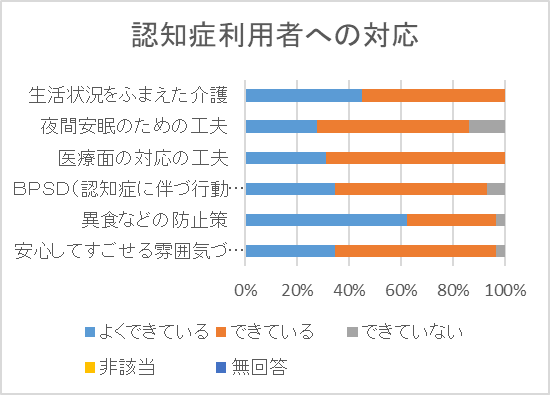 認知症利用者への対応
生活状況をふまえた介護
夜間安眠のための工夫
医療面の対応の工夫
BPSD(認知症に伴づ行動…
異食などの防止策
安心してすごせる雰囲気づ…
0% 20% 40% 60% 80% 100%
よくできている できている できていない
非該当 無回答